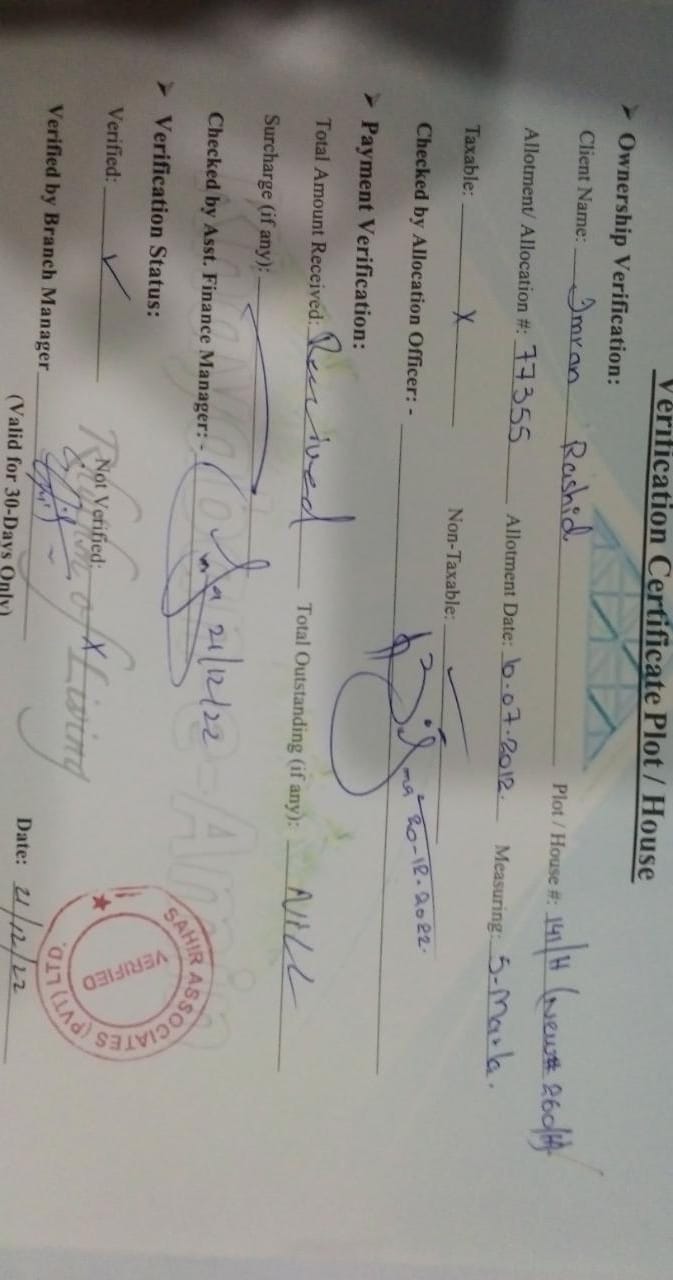 Verification Certificate Plot / House
➤ Ownership Verification:
Client Name: Imran Rashid Plot / House #: 141/H (New# 260/H)
Allotment/ Allocation #: 77355 Allotment Date: 6.07.2012. Measuring: 5-Marla.
Taxable: X Non-Taxable: ✓
Checked by Allocation Officer: - 20-12.2022.
➤ Payment Verification:
Total Amount Received: Received Total Outstanding (if any): NILL
Surcharge (if any):
Checked by Asst. Finance Manager: - 21/12/22
➤ Verification Status:
Verified: ✓ Not Verified: X
Verified by Branch Manager Date: 21/12/22
(Valid for 30-Days Only)
SAHIR ASSOCIATES (PVT) LTD.
VERIFIED